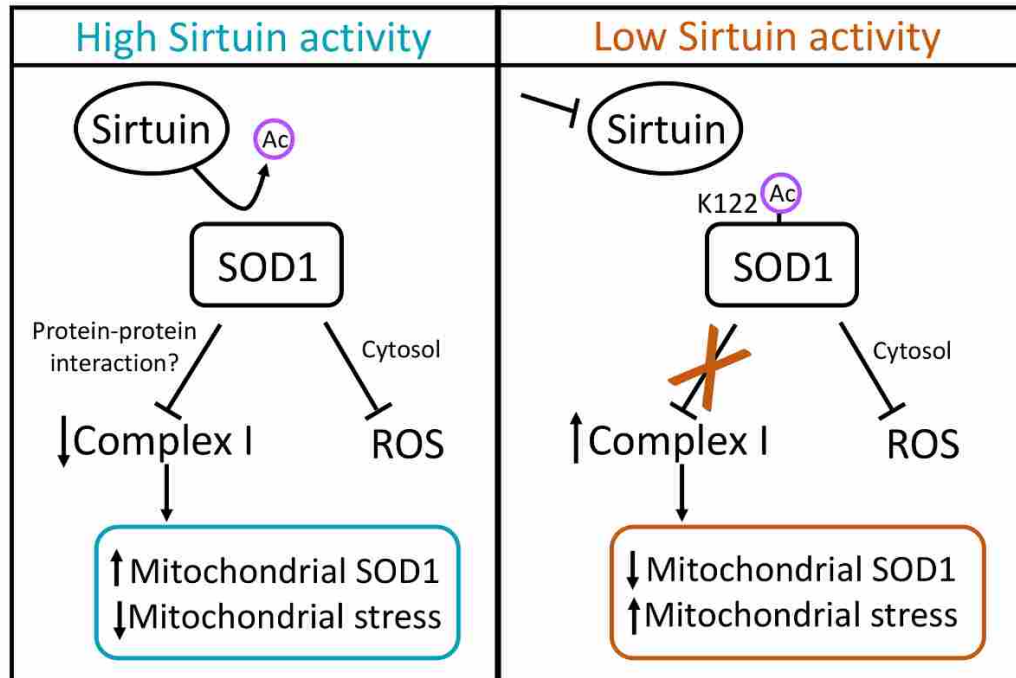 High Sirtuin activity
Sirtuin
Ac
SOD1
Protein-protein
interaction?
Cytosol
Complex I
ROS
Mitochondrial SOD1
Mitochondrial stress
Low Sirtuin activity
Sirtuin
K122
Ac
SOD1
Cytosol
Complex I
ROS
Mitochondrial SOD1
Mitochondrial stress